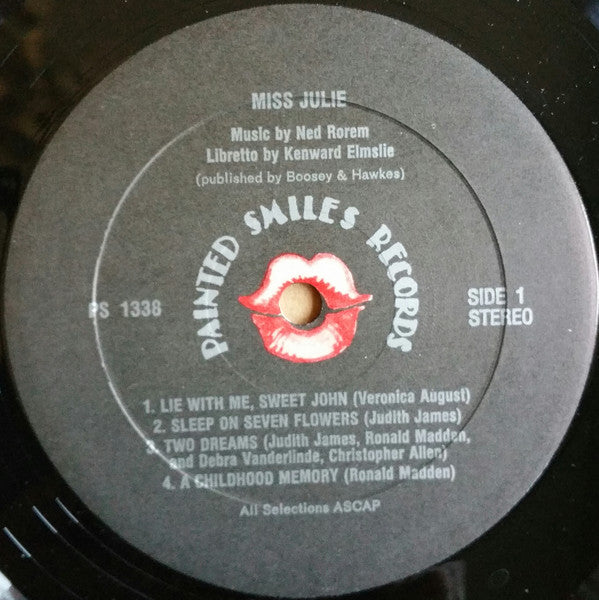 MISS JULIE
Music by Ned Rorem
Libretto by Kenward Elmslie
(published by Boosey & Hawkes)
PAINTED SMILES RECORDS
PS 1338
SIDE 1
STEREO
1. LIE WITH ME, SWEET JOHN (Veronica August)
2. SLEEP ON SEVEN FLOWERS (Judith James)
3. TWO DREAMS (Judith James, Ronald Madden,
and Debra Vanderlinde, Christopher Allen)
4. A CHILDHOOD MEMORY (Ronald Madden)
All Selections ASCAP